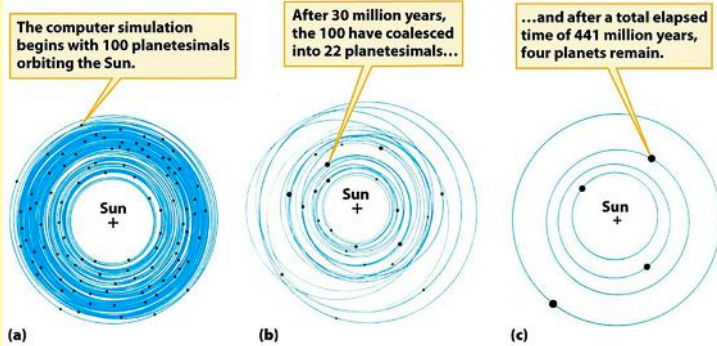 The computer simulation
begins with 100 planetesimals
orbiting the Sun.
After 30 million years,
the 100 have coalesced
into 22 planetesimals...
...and after a total elapsed
time of 441 million years,
four planets remain.
Sun
+
Sun
+
Sun
+
(a)
(b)
(c)